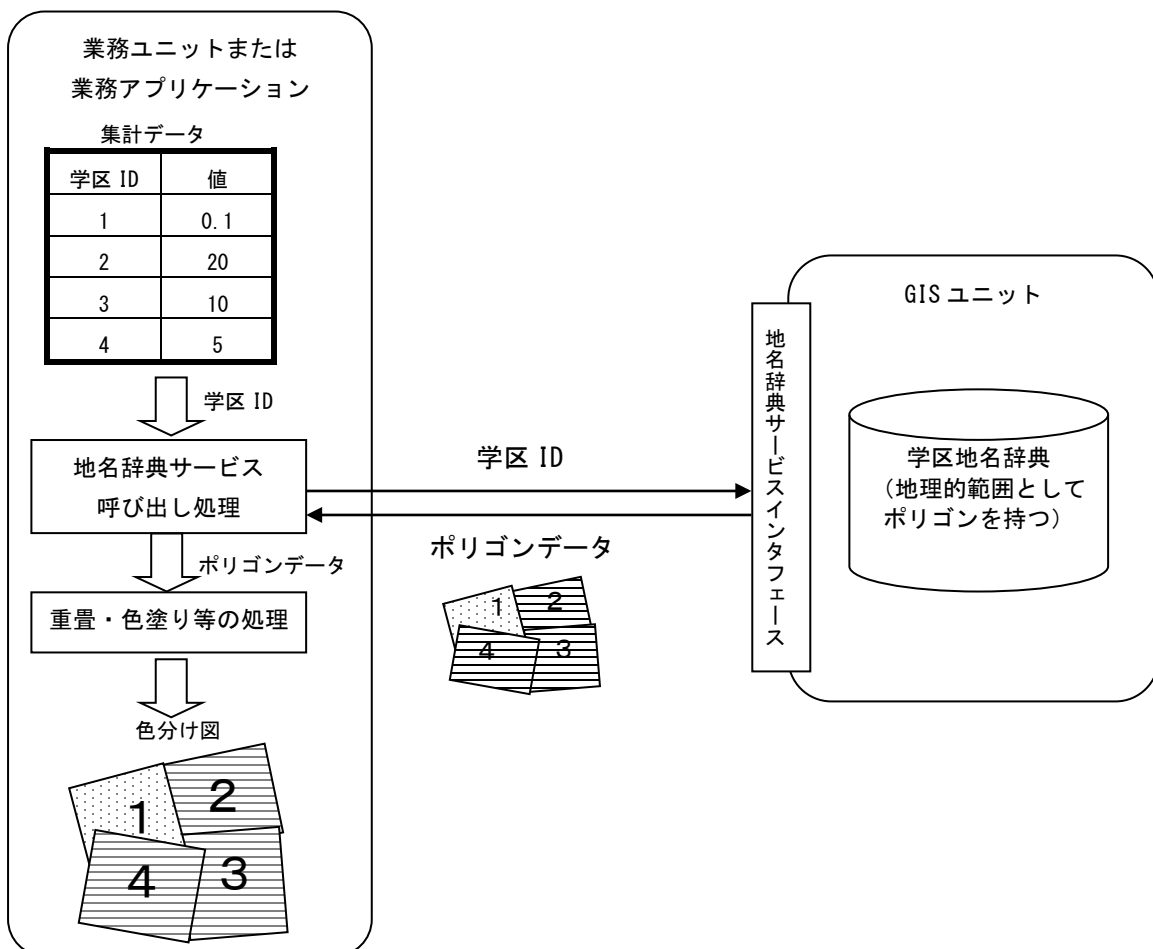 業務ユニットまたは
業務アプリケーション
集計データ
学区 ID 値
1 0.1
2 20
3 10
4 5
学区 ID
地名辞典サービス
呼び出し処理
ポリゴンデータ
重畳・色塗り等の処理
色分け図
1
2
3
4
学区 ID
ポリゴンデータ
1
2
3
4
地名辞典サービスインタフェース
GIS ユニット
学区地名辞典
（地理的範囲として
ポリゴンを持つ）